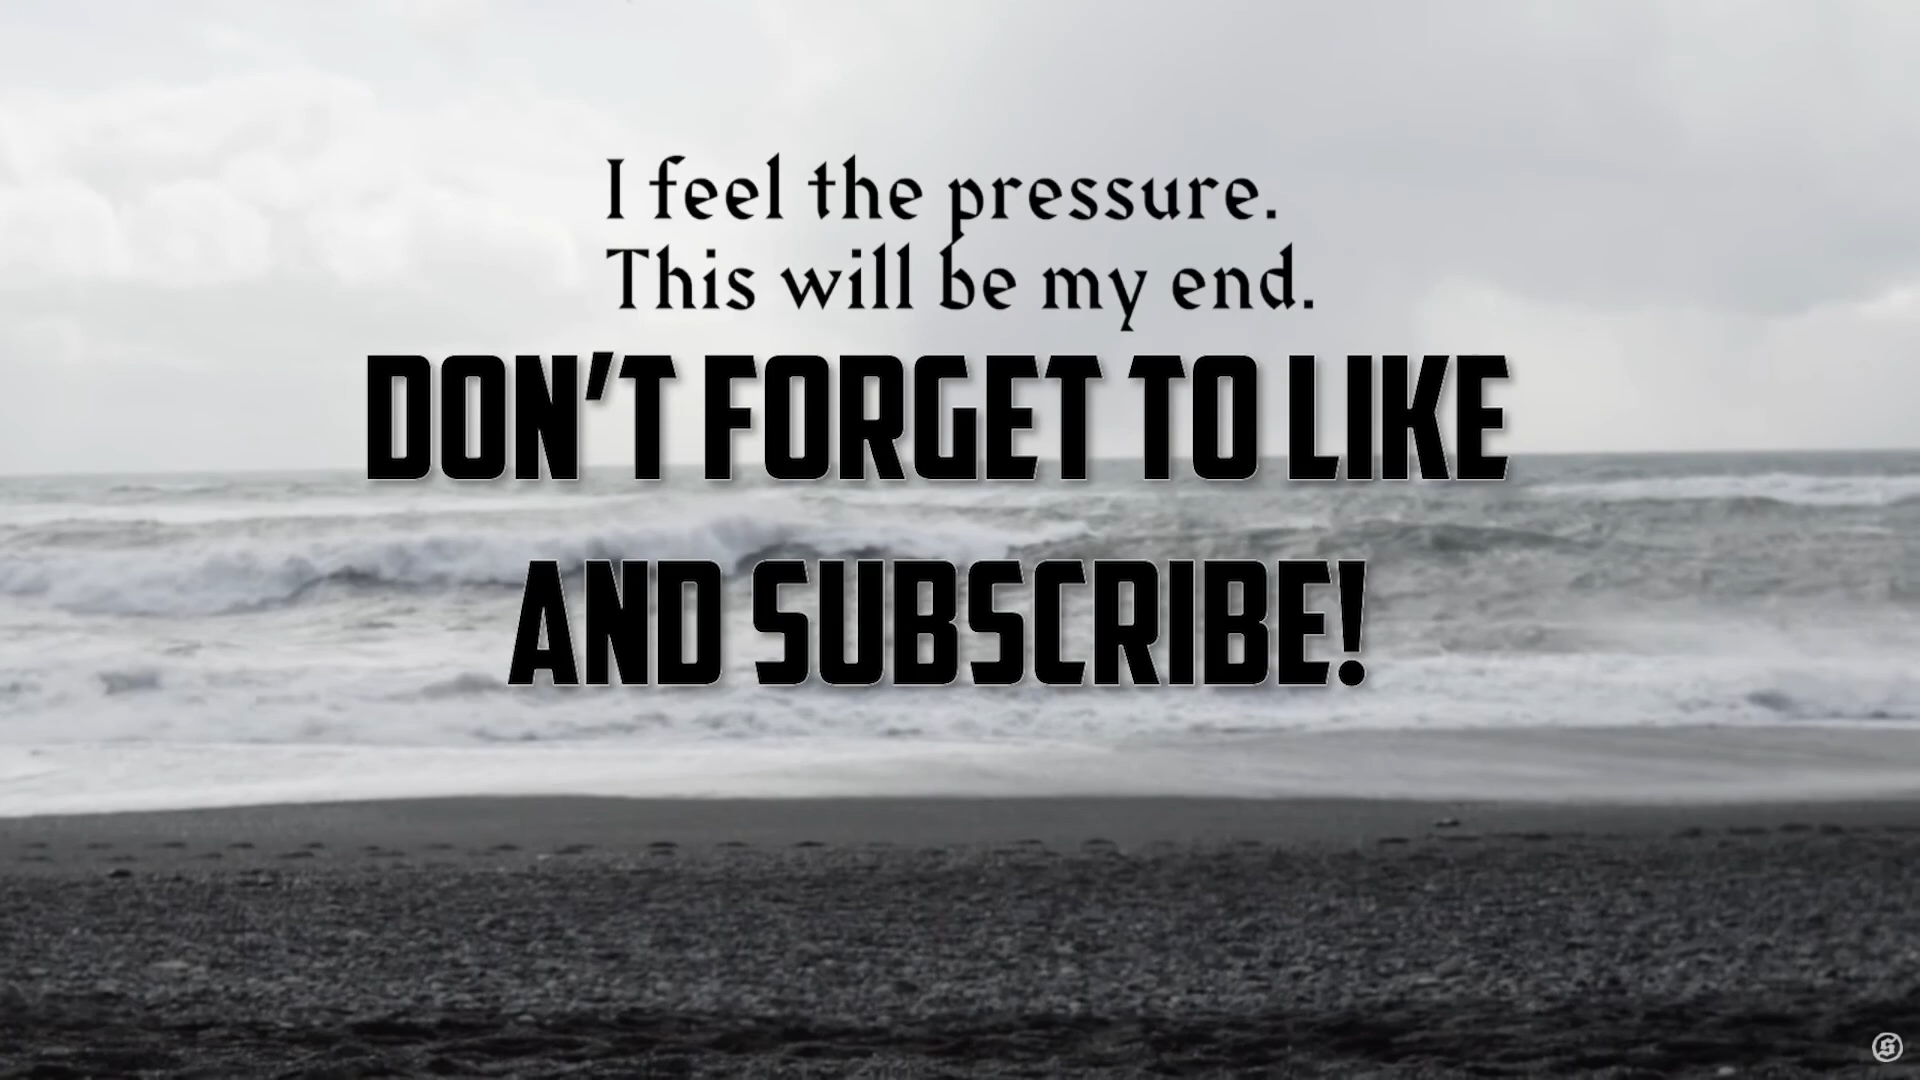 I feel the pressure.
This will be my end.
DON'T FORGET TO LIKE
AND SUBSCRIBE!